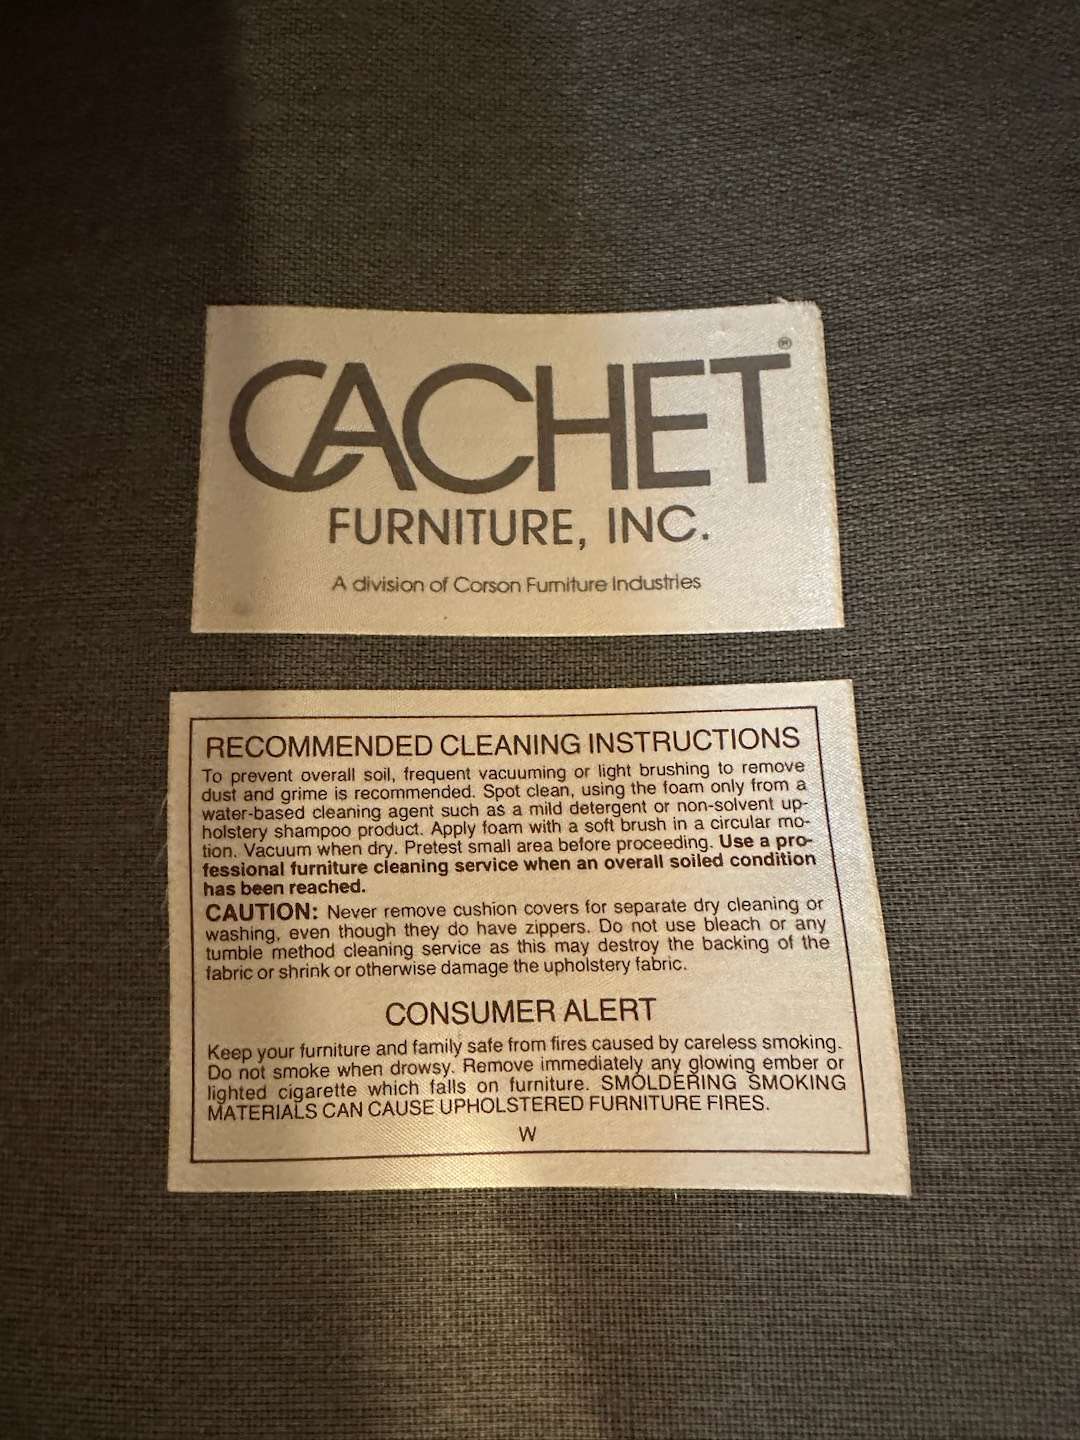 CACHET®
FURNITURE, INC.
A division of Corson Furniture Industries
RECOMMENDED CLEANING INSTRUCTIONS
To prevent overall soil, frequent vacuuming or light brushing to remove
dust and grime is recommended. Spot clean, using the foam only from a
water-based cleaning agent such as a mild detergent or non-solvent up-
holstery shampoo product. Apply foam with a soft brush in a circular mo-
tion. Vacuum when dry. Pretest small area before proceeding. Use a pro-
fessional furniture cleaning service when an overall soiled condition
has been reached.
CAUTION: Never remove cushion covers for separate dry cleaning or
washing, even though they do have zippers. Do not use bleach or any
tumble method cleaning service as this may destroy the backing of the
fabric or shrink or otherwise damage the upholstery fabric.
CONSUMER ALERT
Keep your furniture and family safe from fires caused by careless smoking.
Do not smoke when drowsy. Remove immediately any glowing ember or
lighted cigarette which falls on furniture. SMOLDERING SMOKING
MATERIALS CAN CAUSE UPHOLSTERED FURNITURE FIRES.
W